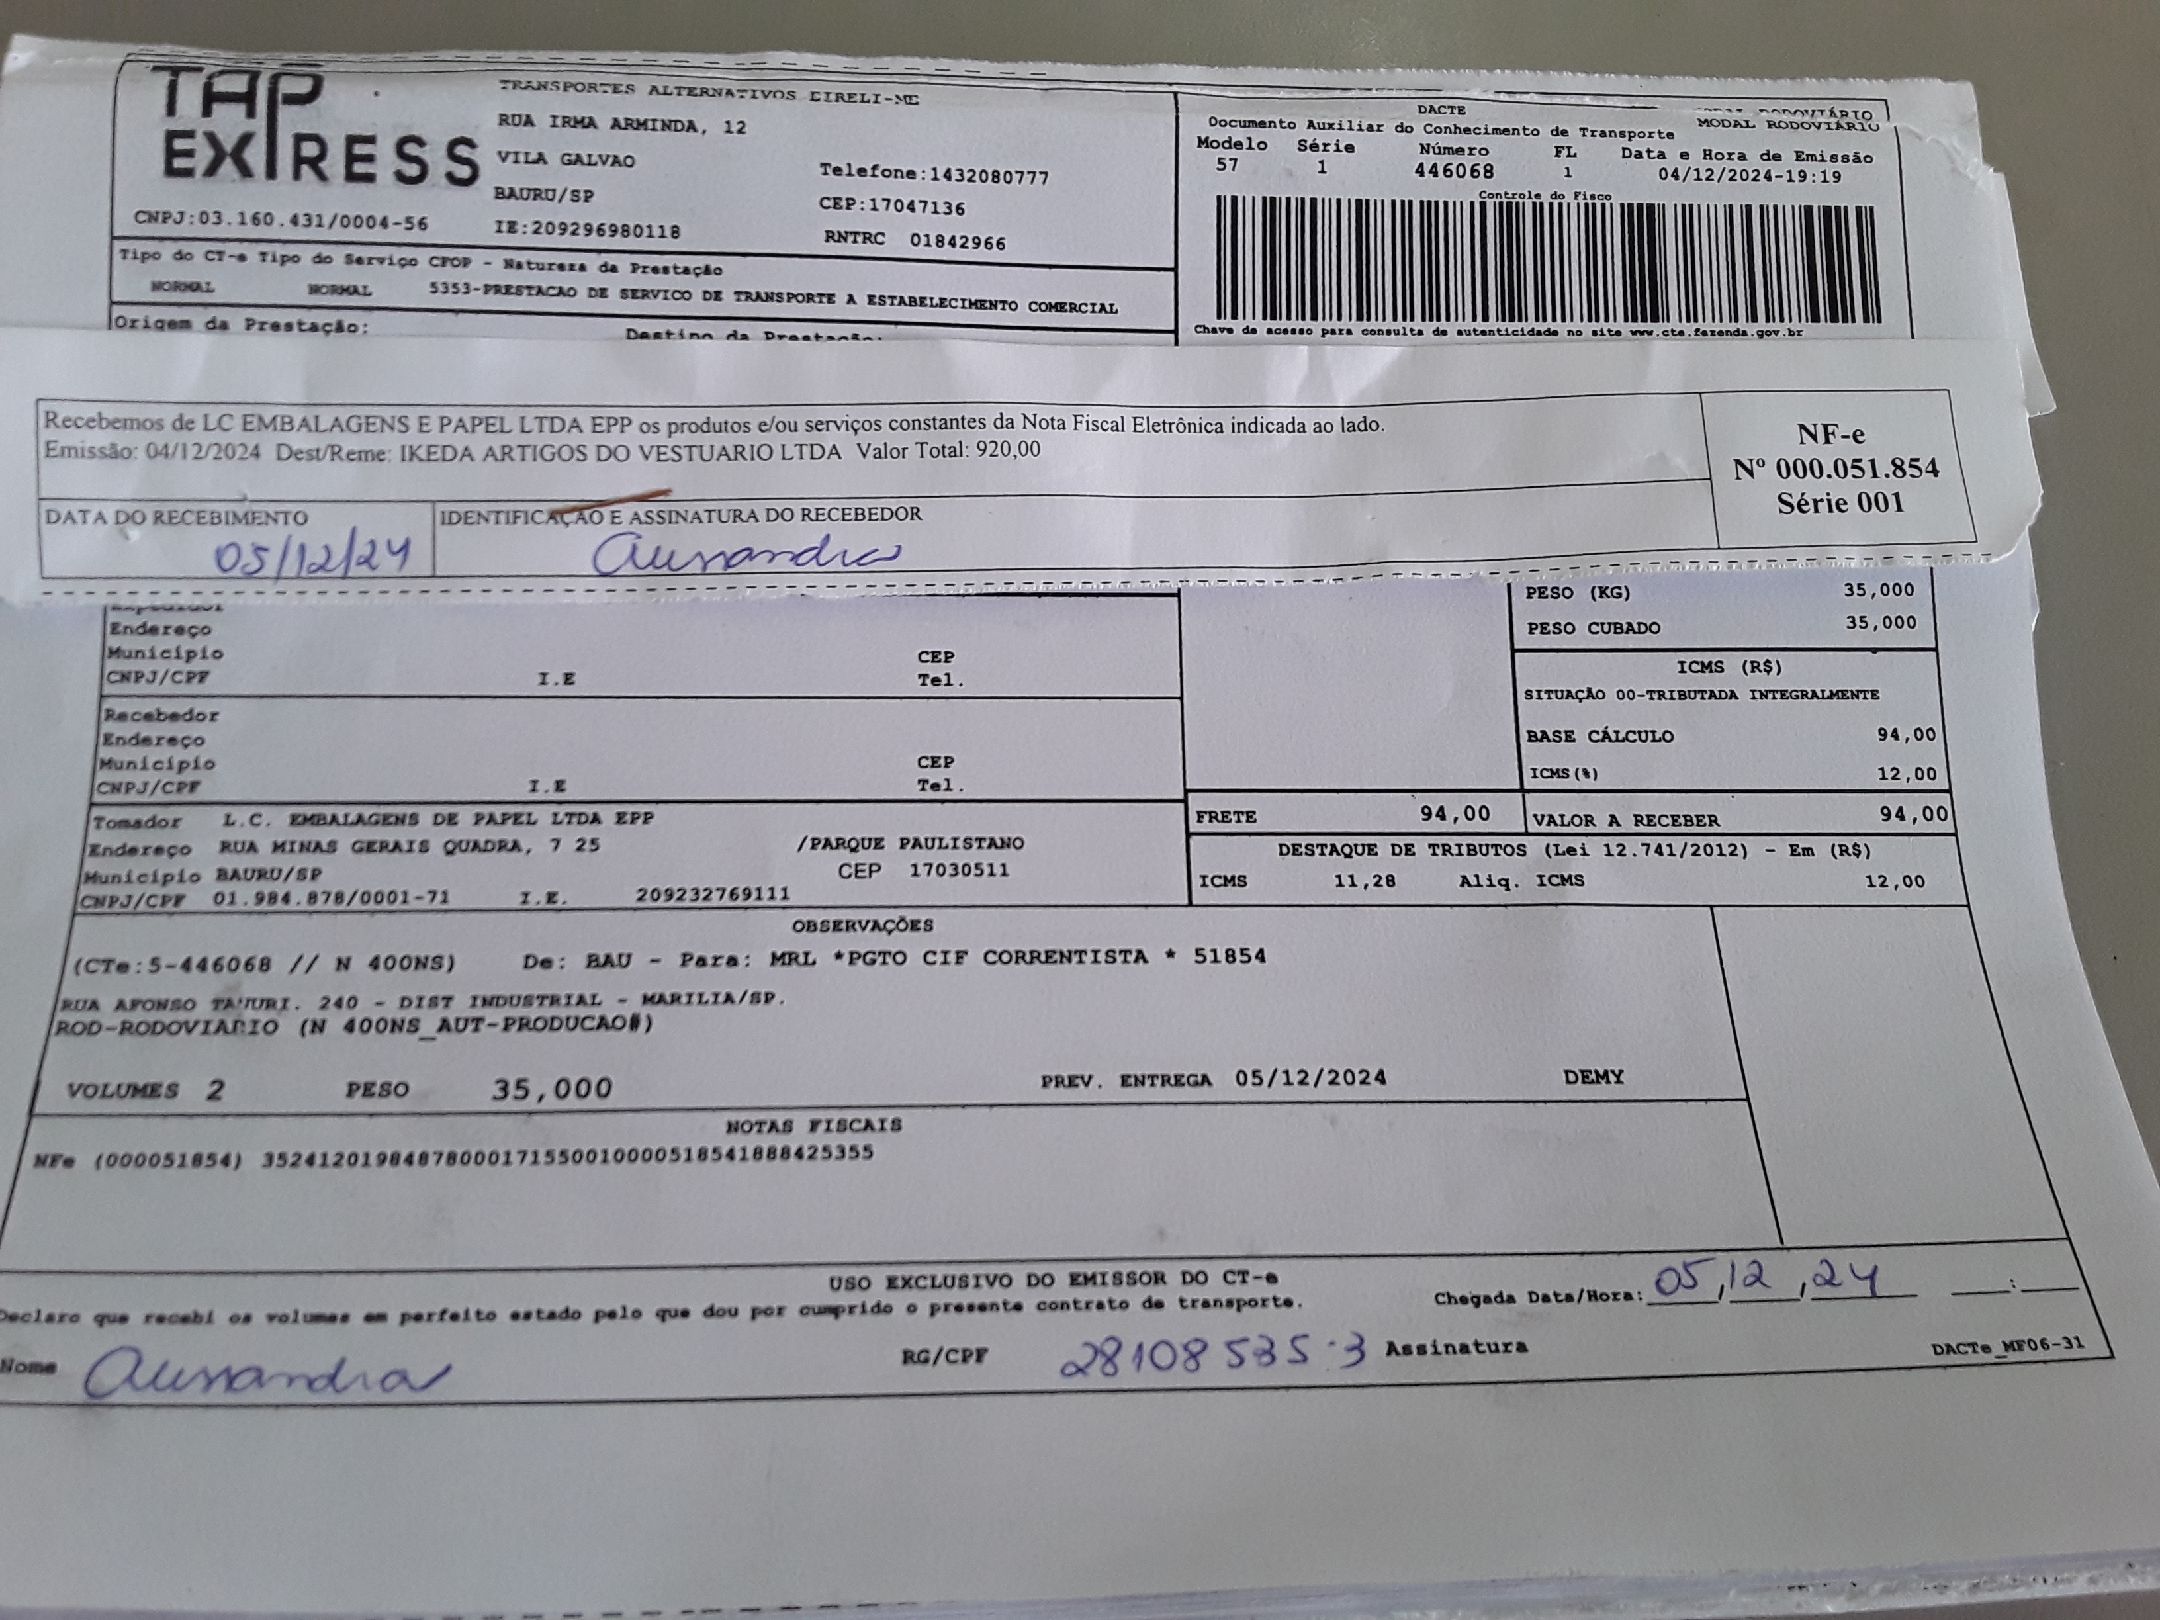 TAP EXPRESS
TRANSPORTES ALTERNATIVOS EIRELI-ME
RUA IRMA ARMINDA, 12
VILA GALVAO
Telefone:1432080777
BAURU/SP
CEP:17047136
CNPJ:03.160.431/0004-56
IE:209296980118
RNTRC 01842966
Tipo do CT-e Tipo do Serviço CFOP - Natureza da Prestação
NORMAL NORMAL 5353-PRESTACAO DE SERVICO DE TRANSPORTE A ESTABELECIMENTO COMERCIAL
Origem da Prestação: Destino da Prestação:
DACTE
MODAL RODOVIÁRIO
Documento Auxiliar do Conhecimento de Transporte MODAL RODOVIÁRIO
Modelo Série Número FL Data e Hora de Emissão
57 1 446068 1 04/12/2024-19:19
Controle do Fisco
Chave de acesso para consulta de autenticidade no site www.cte.fazenda.gov.br
Recebemos de LC EMBALAGENS E PAPEL LTDA EPP os produtos e/ou serviços constantes da Nota Fiscal Eletrônica indicada ao lado.
Emissão: 04/12/2024 Dest/Reme: IKEDA ARTIGOS DO VESTUARIO LTDA Valor Total: 920,00
NF-e
Nº 000.051.854
Série 001
DATA DO RECEBIMENTO
05/12/24
IDENTIFICAÇÃO E ASSINATURA DO RECEBEDOR
Alessandra
Expedidor
Endereço
Município CEP
CNPJ/CPF I.E Tel.
Recebedor
Endereço
Município CEP
CNPJ/CPF I.E Tel.
PESO (KG) 35,000
PESO CUBADO 35,000
ICMS (R$)
SITUAÇÃO 00-TRIBUTADA INTEGRALMENTE
BASE CÁLCULO 94,00
ICMS(%) 12,00
Tomador L.C. EMBALAGENS DE PAPEL LTDA EPP
Endereço RUA MINAS GERAIS QUADRA, 7 25 /PARQUE PAULISTANO
Município BAURU/SP CEP 17030511
CNPJ/CPF 01.984.878/0001-71 I.E. 209232769111
FRETE 94,00 VALOR A RECEBER 94,00
DESTAQUE DE TRIBUTOS (Lei 12.741/2012) - Em (R$)
ICMS 11,28 Aliq. ICMS 12,00
OBSERVAÇÕES
(CTe:5-446068 // N 400NS) De: BAU - Para: MRL *PGTO CIF CORRENTISTA * 51854
RUA AFONSO TAJURI. 240 - DIST INDUSTRIAL - MARILIA/SP.
ROD-RODOVIARIO (N 400NS_AUT-PRODUCAO#)
VOLUMES 2 PESO 35,000 PREV. ENTREGA 05/12/2024 DEMY
NOTAS FISCAIS
NFe (000051854) 35241201984878000171550010000518541888425355
USO EXCLUSIVO DO EMISSOR DO CT-e
Declaro que recebi os volumes em perfeito estado pelo que dou por cumprido o presente contrato de transporte.
Chegada Data/Hora: 05,12,24 :
Nome Alessandra RG/CPF 28108535-3 Assinatura
DACTe_MF06-31